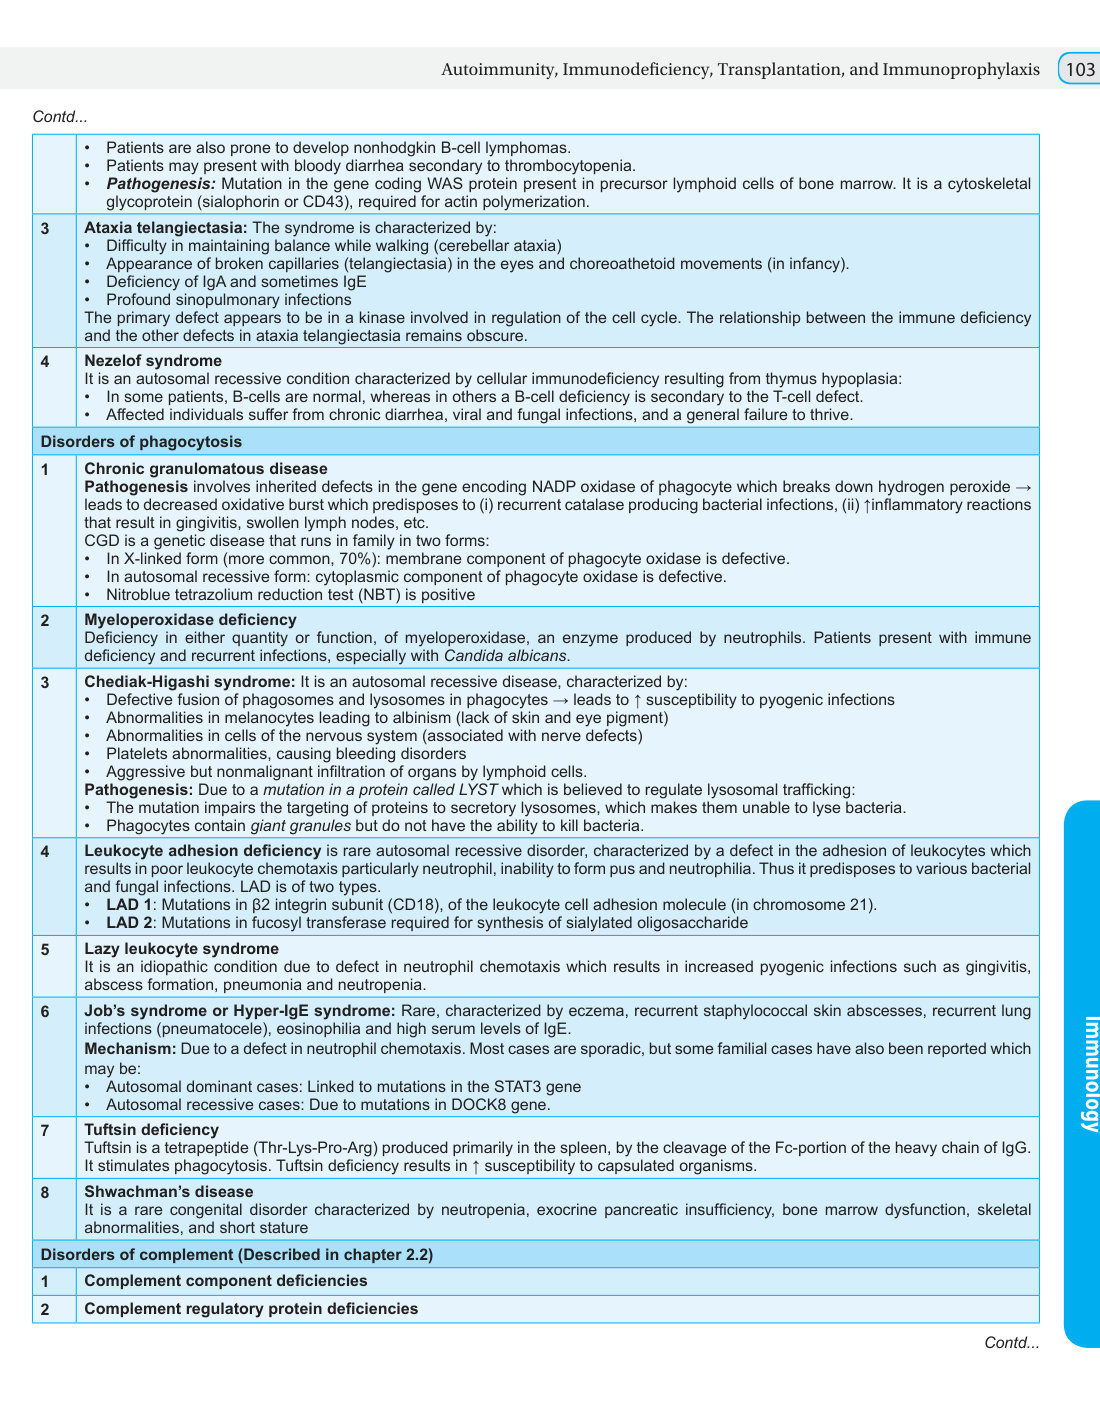 Autoimmunity, Immunodeficiency, Transplantation, and Immunoprophylaxis 103
Contd...
• Patients are also prone to develop nonhodgkin B-cell lymphomas.
• Patients may present with bloody diarrhea secondary to thrombocytopenia.
• Pathogenesis: Mutation in the gene coding WAS protein present in precursor lymphoid cells of bone marrow. It is a cytoskeletal
glycoprotein (sialophorin or CD43), required for actin polymerization.
3 Ataxia telangiectasia: The syndrome is characterized by:
• Difficulty in maintaining balance while walking (cerebellar ataxia)
• Appearance of broken capillaries (telangiectasia) in the eyes and choreoathetoid movements (in infancy).
• Deficiency of IgA and sometimes IgE
• Profound sinopulmonary infections
The primary defect appears to be in a kinase involved in regulation of the cell cycle. The relationship between the immune deficiency
and the other defects in ataxia telangiectasia remains obscure.
4 Nezelof syndrome
It is an autosomal recessive condition characterized by cellular immunodeficiency resulting from thymus hypoplasia:
• In some patients, B-cells are normal, whereas in others a B-cell deficiency is secondary to the T-cell defect.
• Affected individuals suffer from chronic diarrhea, viral and fungal infections, and a general failure to thrive.
Disorders of phagocytosis
1 Chronic granulomatous disease
Pathogenesis involves inherited defects in the gene encoding NADP oxidase of phagocyte which breaks down hydrogen peroxide →
leads to decreased oxidative burst which predisposes to (i) recurrent catalase producing bacterial infections, (ii) ↑inflammatory reactions
that result in gingivitis, swollen lymph nodes, etc.
CGD is a genetic disease that runs in family in two forms:
• In X-linked form (more common, 70%): membrane component of phagocyte oxidase is defective.
• In autosomal recessive form: cytoplasmic component of phagocyte oxidase is defective.
• Nitroblue tetrazolium reduction test (NBT) is positive
2 Myeloperoxidase deficiency
Deficiency in either quantity or function, of myeloperoxidase, an enzyme produced by neutrophils. Patients present with immune
deficiency and recurrent infections, especially with Candida albicans.
3 Chediak-Higashi syndrome: It is an autosomal recessive disease, characterized by:
• Defective fusion of phagosomes and lysosomes in phagocytes → leads to ↑ susceptibility to pyogenic infections
• Abnormalities in melanocytes leading to albinism (lack of skin and eye pigment)
• Abnormalities in cells of the nervous system (associated with nerve defects)
• Platelets abnormalities, causing bleeding disorders
• Aggressive but nonmalignant infiltration of organs by lymphoid cells.
Pathogenesis: Due to a mutation in a protein called LYST which is believed to regulate lysosomal trafficking:
• The mutation impairs the targeting of proteins to secretory lysosomes, which makes them unable to lyse bacteria.
• Phagocytes contain giant granules but do not have the ability to kill bacteria.
4 Leukocyte adhesion deficiency is rare autosomal recessive disorder, characterized by a defect in the adhesion of leukocytes which
results in poor leukocyte chemotaxis particularly neutrophil, inability to form pus and neutrophilia. Thus it predisposes to various bacterial
and fungal infections. LAD is of two types.
• LAD 1: Mutations in β2 integrin subunit (CD18), of the leukocyte cell adhesion molecule (in chromosome 21).
• LAD 2: Mutations in fucosyl transferase required for synthesis of sialylated oligosaccharide
5 Lazy leukocyte syndrome
It is an idiopathic condition due to defect in neutrophil chemotaxis which results in increased pyogenic infections such as gingivitis,
abscess formation, pneumonia and neutropenia.
6 Job’s syndrome or Hyper-IgE syndrome: Rare, characterized by eczema, recurrent staphylococcal skin abscesses, recurrent lung
infections (pneumatocele), eosinophilia and high serum levels of IgE.
Mechanism: Due to a defect in neutrophil chemotaxis. Most cases are sporadic, but some familial cases have also been reported which
may be:
• Autosomal dominant cases: Linked to mutations in the STAT3 gene
• Autosomal recessive cases: Due to mutations in DOCK8 gene.
7 Tuftsin deficiency
Tuftsin is a tetrapeptide (Thr-Lys-Pro-Arg) produced primarily in the spleen, by the cleavage of the Fc-portion of the heavy chain of IgG.
It stimulates phagocytosis. Tuftsin deficiency results in ↑ susceptibility to capsulated organisms.
8 Shwachman’s disease
It is a rare congenital disorder characterized by neutropenia, exocrine pancreatic insufficiency, bone marrow dysfunction, skeletal
abnormalities, and short stature
Disorders of complement (Described in chapter 2.2)
1 Complement component deficiencies
2 Complement regulatory protein deficiencies
Contd...
Immunology